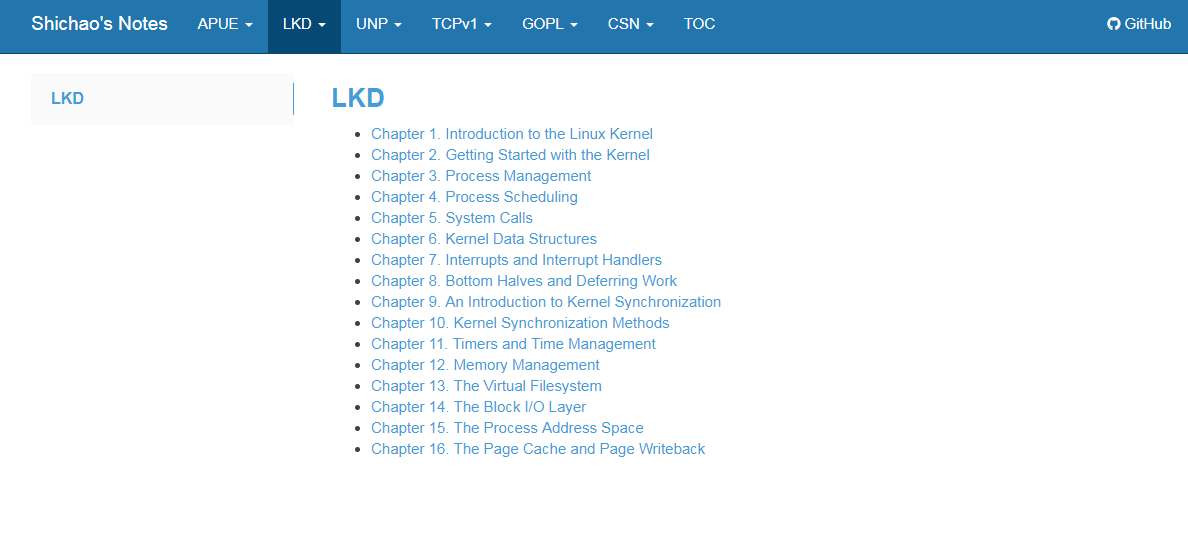 Shichao's Notes APUE LKD UNP TCPv1 GOPL CSN TOC GitHub
LKD
LKD
Chapter 1. Introduction to the Linux Kernel
Chapter 2. Getting Started with the Kernel
Chapter 3. Process Management
Chapter 4. Process Scheduling
Chapter 5. System Calls
Chapter 6. Kernel Data Structures
Chapter 7. Interrupts and Interrupt Handlers
Chapter 8. Bottom Halves and Deferring Work
Chapter 9. An Introduction to Kernel Synchronization
Chapter 10. Kernel Synchronization Methods
Chapter 11. Timers and Time Management
Chapter 12. Memory Management
Chapter 13. The Virtual Filesystem
Chapter 14. The Block I/O Layer
Chapter 15. The Process Address Space
Chapter 16. The Page Cache and Page Writeback